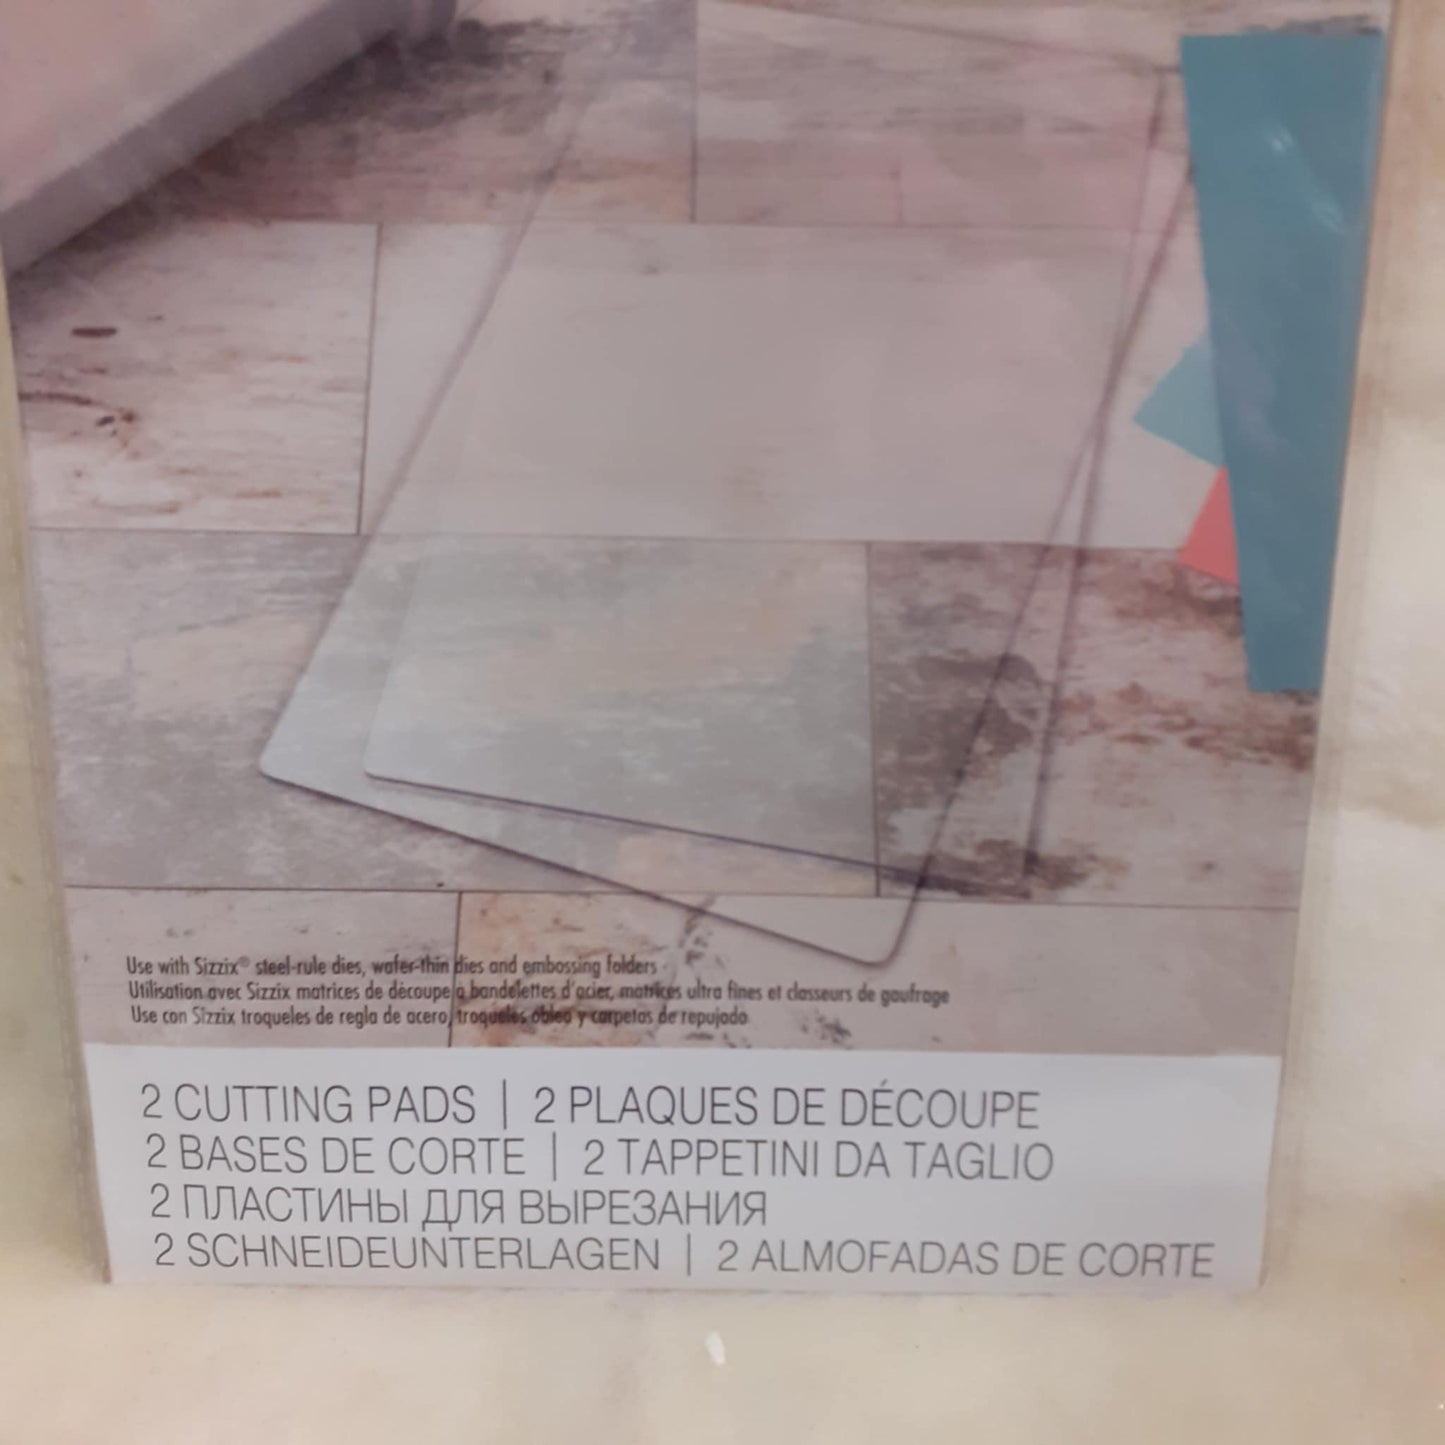 Use with Sizzix® steel-rule dies, wafer-thin dies and embossing folders
Utilisation avec Sizzix matrices de découpe à bandelettes d'acier, matrices ultra fines et classeurs de gaufrage
Use con Sizzix troqueles de regla de acero, troqueles oblea y carpetas de repujado
2 CUTTING PADS | 2 PLAQUES DE DÉCOUPE
2 BASES DE CORTE | 2 TAPPETINI DA TAGLIO
2 ПЛАСТИНЫ ДЛЯ ВЫРЕЗАНИЯ
2 SCHNEIDEUNTERLAGEN | 2 ALMOFADAS DE CORTE